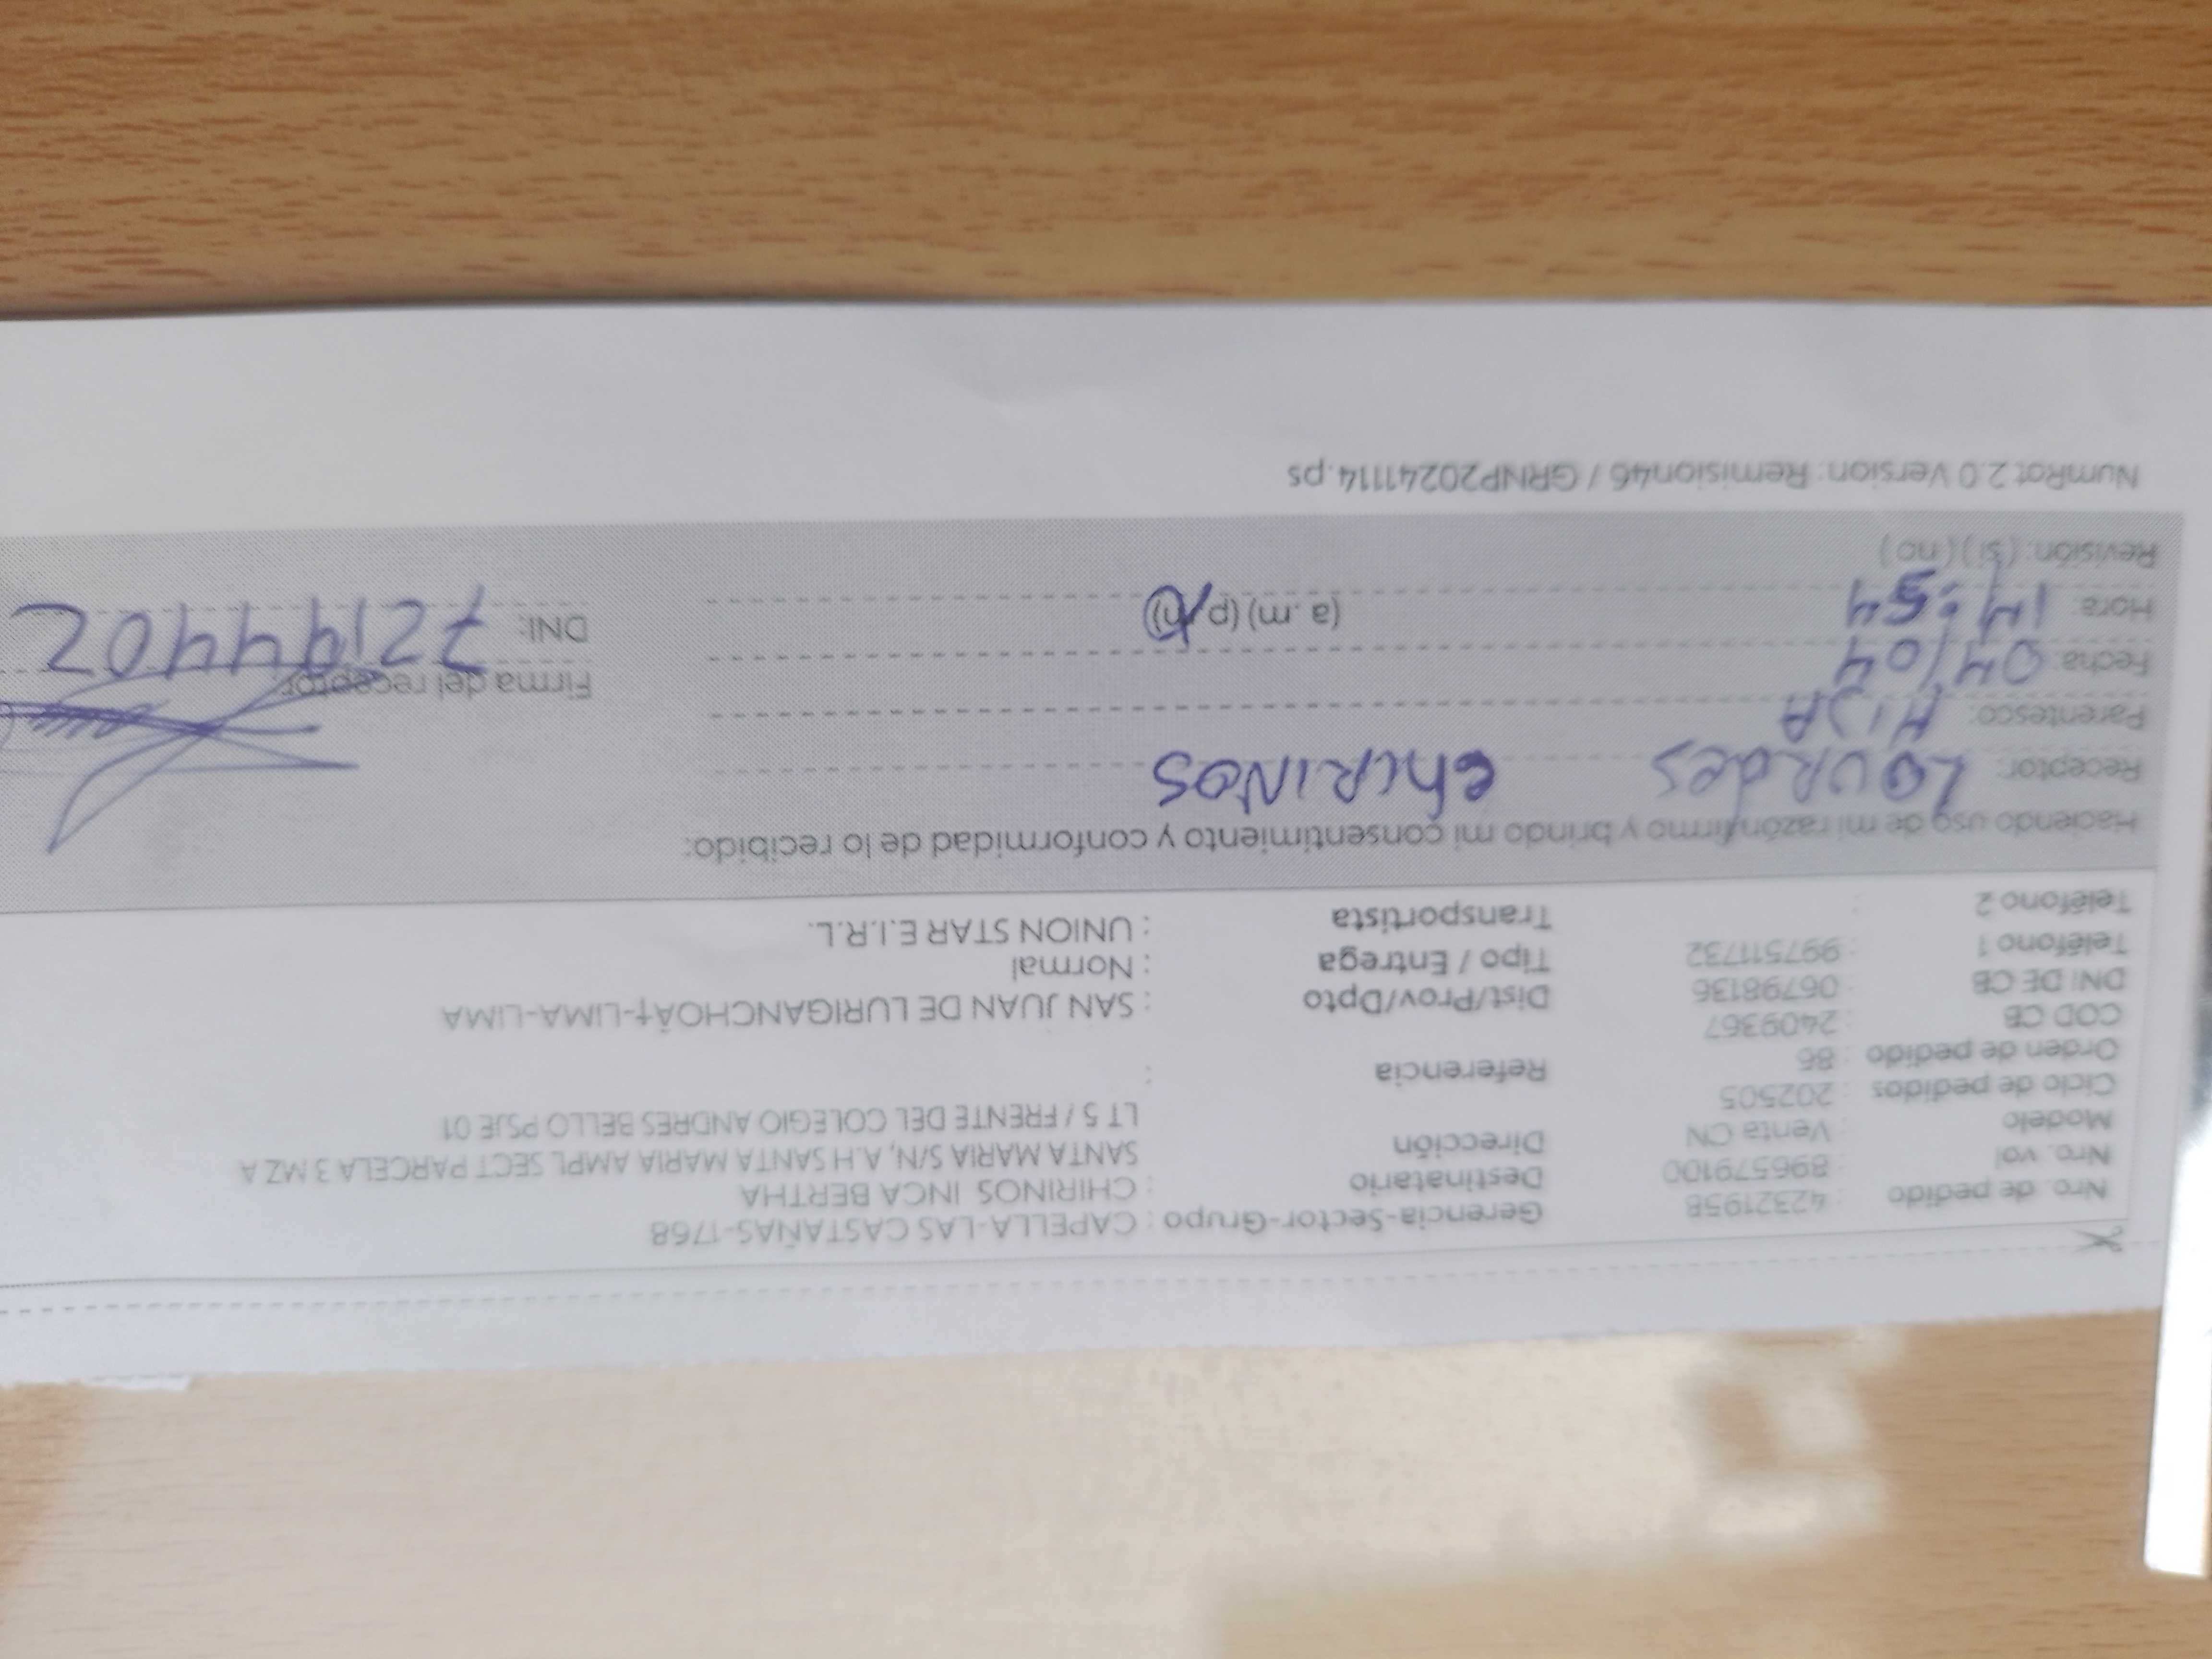 Nro. de pedido : 42321958 Gerencia-Sector-Grupo : CAPELLA-LAS CASTAÑAS-1768
Nro. vol : 896579100 Destinatario : CHIRINOS INCA BERTHA
Modelo : Venta CN Dirección SANTA MARIA S/N, A.H SANTA MARIA AMPL SECT PARCELA 3 MZ A
Ciclo de pedidos : 202505 LT 5 / FRENTE DEL COLEGIO ANDRES BELLO PSJE 01
Orden de pedido : 86 Referencia :
COD CB : 2409367
DNI DE CB : 06798136 Dist/Prov/Dpto : SAN JUAN DE LURIGANCHOÂ†-LIMA-LIMA
Teléfono 1 : 997511732 Tipo / Entrega : Normal
Teléfono 2 : Transportista : UNION STAR E.I.R.L.
Haciendo uso de mi razón firmo y brindo mi consentimiento y conformidad de lo recibido:
Receptor: LOURdes ChIRINOS
Parentesco: HIJA
Firma del receptor
Fecha: 04/04
DNI: 72194402
Hora: 14:54 (a.m) (p.m)
Revisión: (si) (no)
NumRot 2.0 Version: Remision46 / GRNP20241114.ps